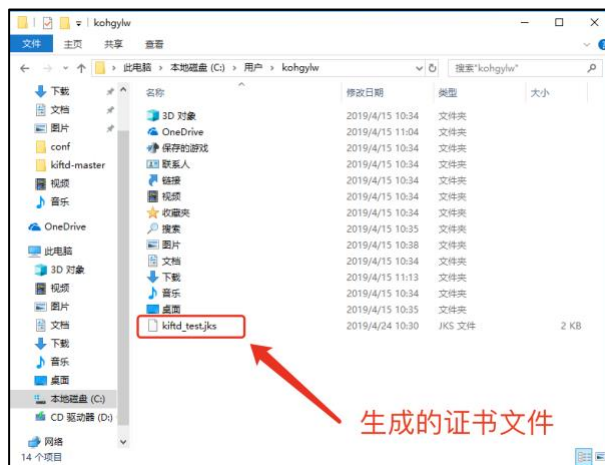 kohgylw
文件 主页 共享 查看
此电脑 › 本地磁盘 (C:) › 用户 › kohgylw
搜索"kohgylw"
名称 修改日期 类型 大小
下载
文档
图片
conf
kiftd-master
视频
音乐
OneDrive
此电脑
3D 对象
视频
图片
文档
下载
音乐
桌面
本地磁盘 (C:)
CD 驱动器 (D:)
网络
3D 对象 2019/4/15 10:34 文件夹
OneDrive 2019/4/15 11:04 文件夹
保存的游戏 2019/4/15 10:34 文件夹
联系人 2019/4/15 10:34 文件夹
链接 2019/4/15 10:34 文件夹
视频 2019/4/15 10:34 文件夹
收藏夹 2019/4/15 10:34 文件夹
搜索 2019/4/15 10:35 文件夹
图片 2019/4/15 10:38 文件夹
文档 2019/4/15 10:34 文件夹
下载 2019/4/15 11:13 文件夹
音乐 2019/4/15 10:34 文件夹
桌面 2019/4/15 10:35 文件夹
kiftd_test.jks 2019/4/24 10:30 JKS 文件 2 KB
生成的证书文件
14 个项目